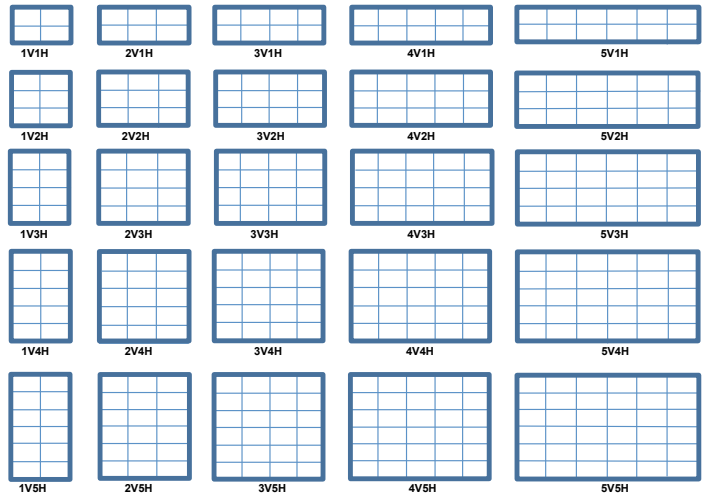 1V1H 2V1H 3V1H 4V1H 5V1H
1V2H 2V2H 3V2H 4V2H 5V2H
1V3H 2V3H 3V3H 4V3H 5V3H
1V4H 2V4H 3V4H 4V4H 5V4H
1V5H 2V5H 3V5H 4V5H 5V5H